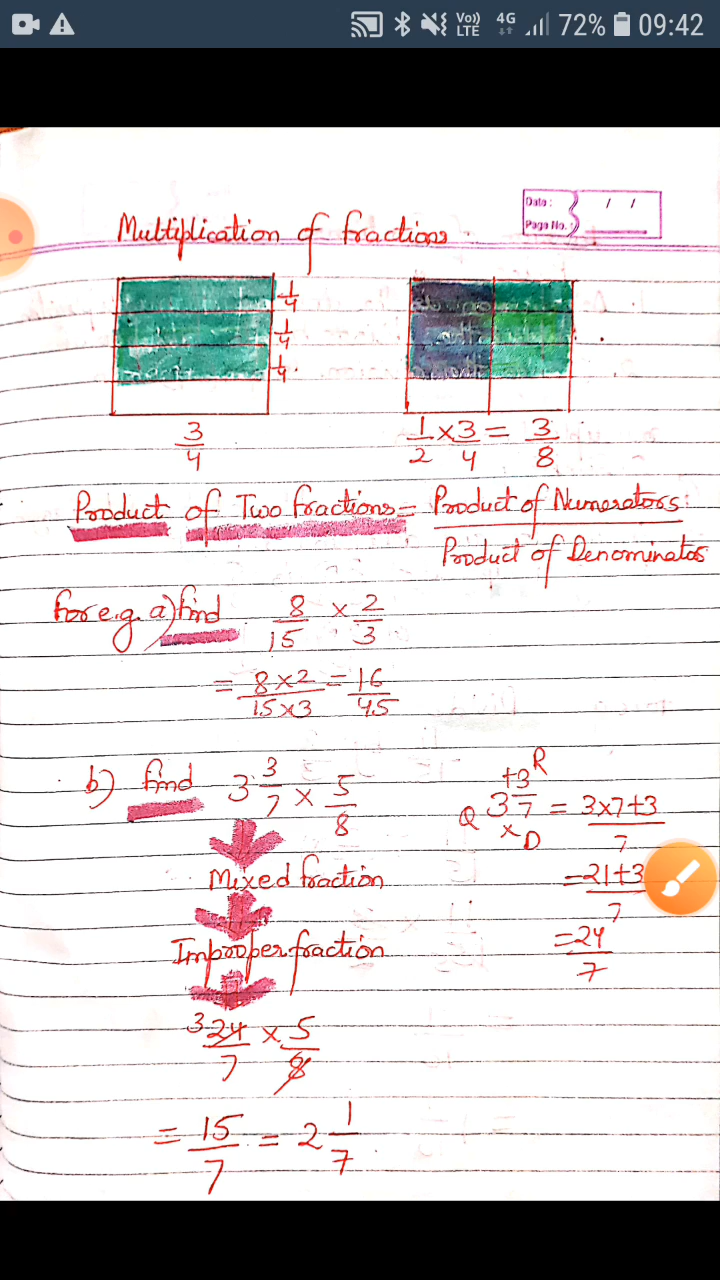 Vo)) LTE 4G 72% 09:42
Date : / /
Page No. :
Multiplication of fractions
1/4
1/4
1/4
3/4
1/2 x 3/4 = 3/8
Product of Two fractions = Product of Numerators
Product of Denominators
for e.g. a) find 8/15 x 2/3
= 8x2/15x3 = 16/45
b) find 3 3/7 x 5/8
+3 R
Q 3 3/7 = 3x7+3/7
x D
Mixed fraction
= 21+3/7
Improper fraction
= 24/7
3 24/7 x 5/8
= 15/7 = 2 1/7